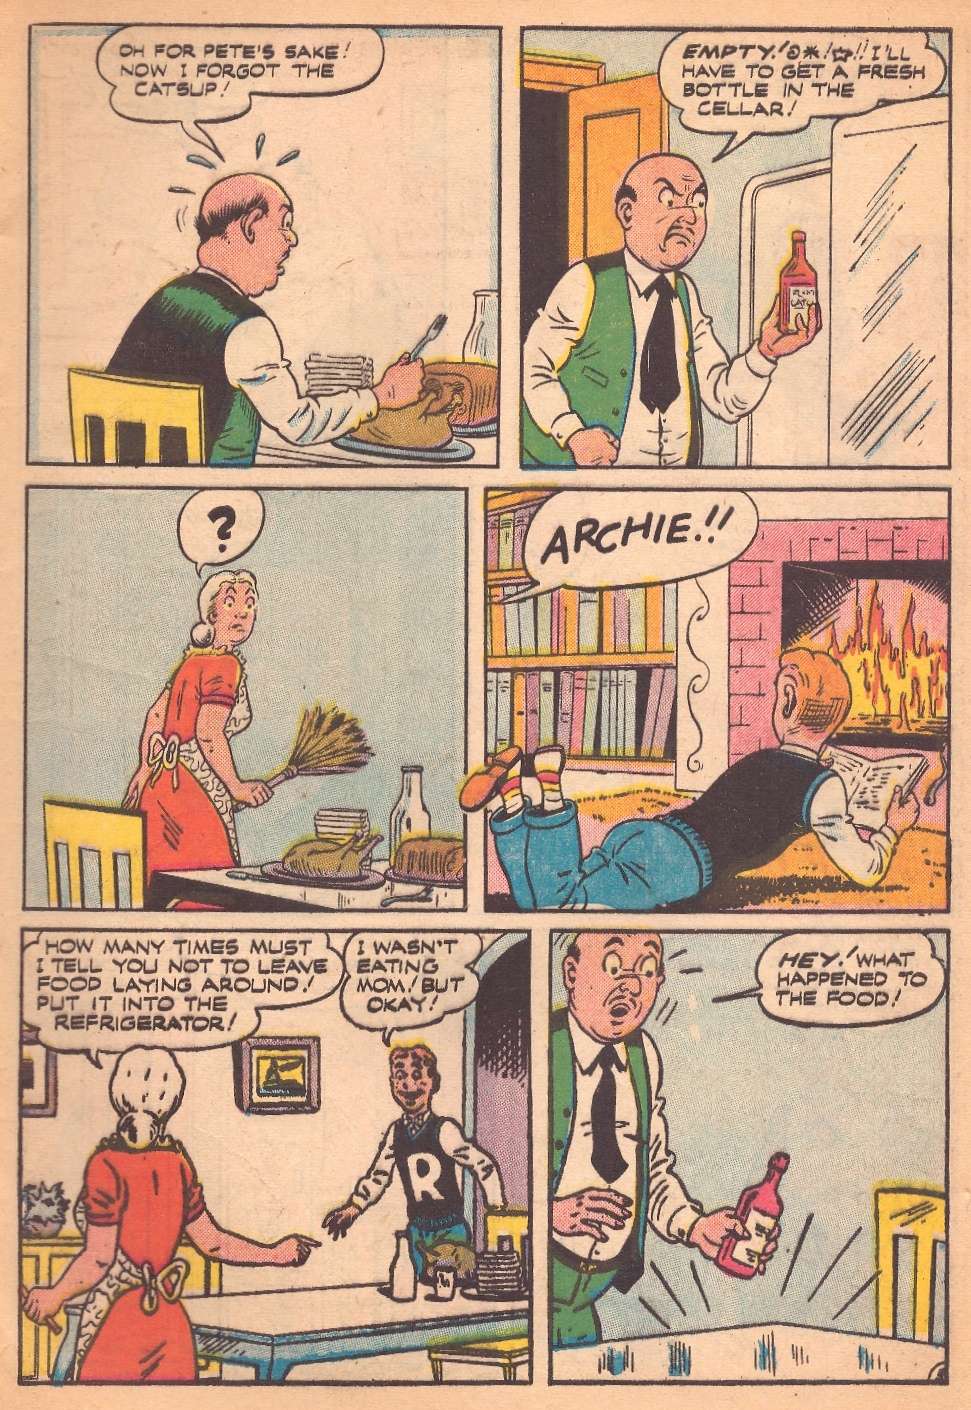 OH FOR PETE'S SAKE!
NOW I FORGOT THE
CATSUP!
EMPTY!@*!☆!! I'LL
HAVE TO GET A FRESH
BOTTLE IN THE
CELLAR!
?
ARCHIE!!
HOW MANY TIMES MUST
I TELL YOU NOT TO LEAVE
FOOD LAYING AROUND!
PUT IT INTO THE
REFRIGERATOR!
I WASN'T
EATING
MOM! BUT
OKAY!
R
HEY! WHAT
HAPPENED TO
THE FOOD!